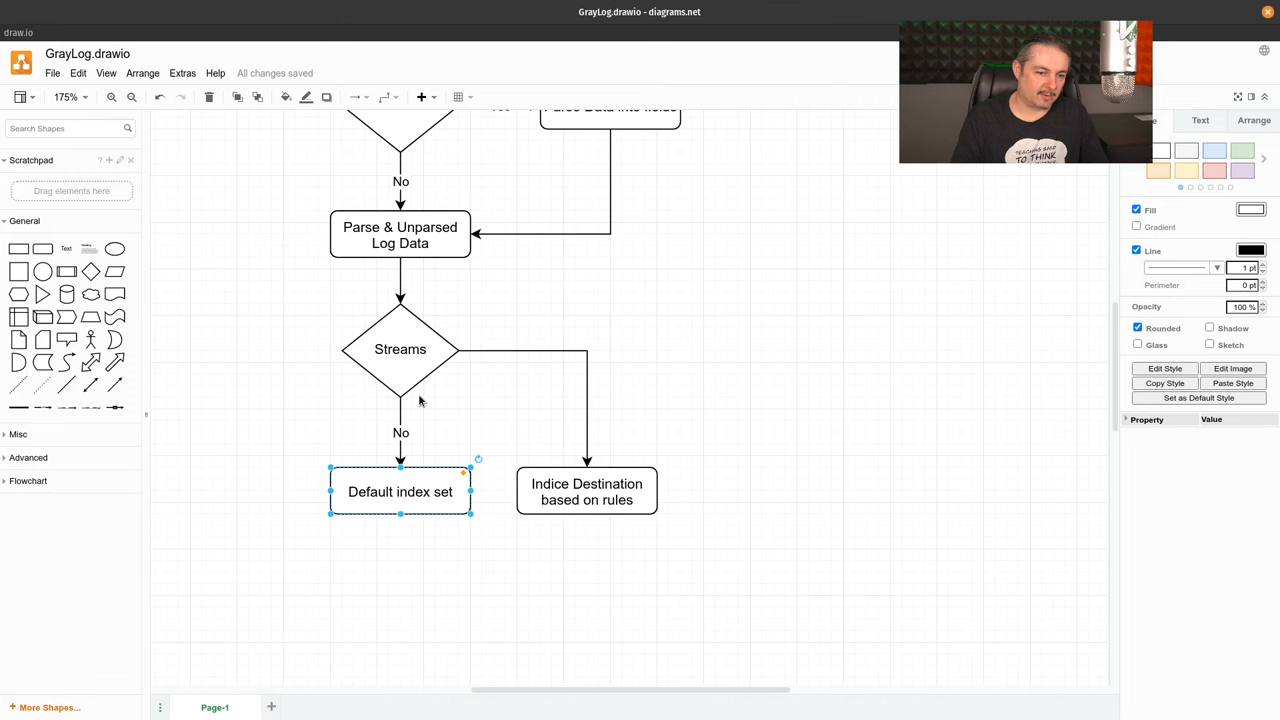 GrayLog.drawio - diagrams.net
draw.io
GrayLog.drawio
File Edit View Arrange Extras Help All changes saved
175%
Search Shapes
Scratchpad
Drag elements here
General
Text
Misc
Advanced
Flowchart
More Shapes...
Page-1
No
Parse & Unparsed
Log Data
Streams
No
Default index set
Indice Destination
based on rules
TEACHING BASH
TO THINK
Text Arrange
Fill
Gradient
Line
1 pt
Perimeter 0 pt
Opacity 100 %
Rounded Shadow
Glass Sketch
Edit Style Edit Image
Copy Style Paste Style
Set as Default Style
Property Value